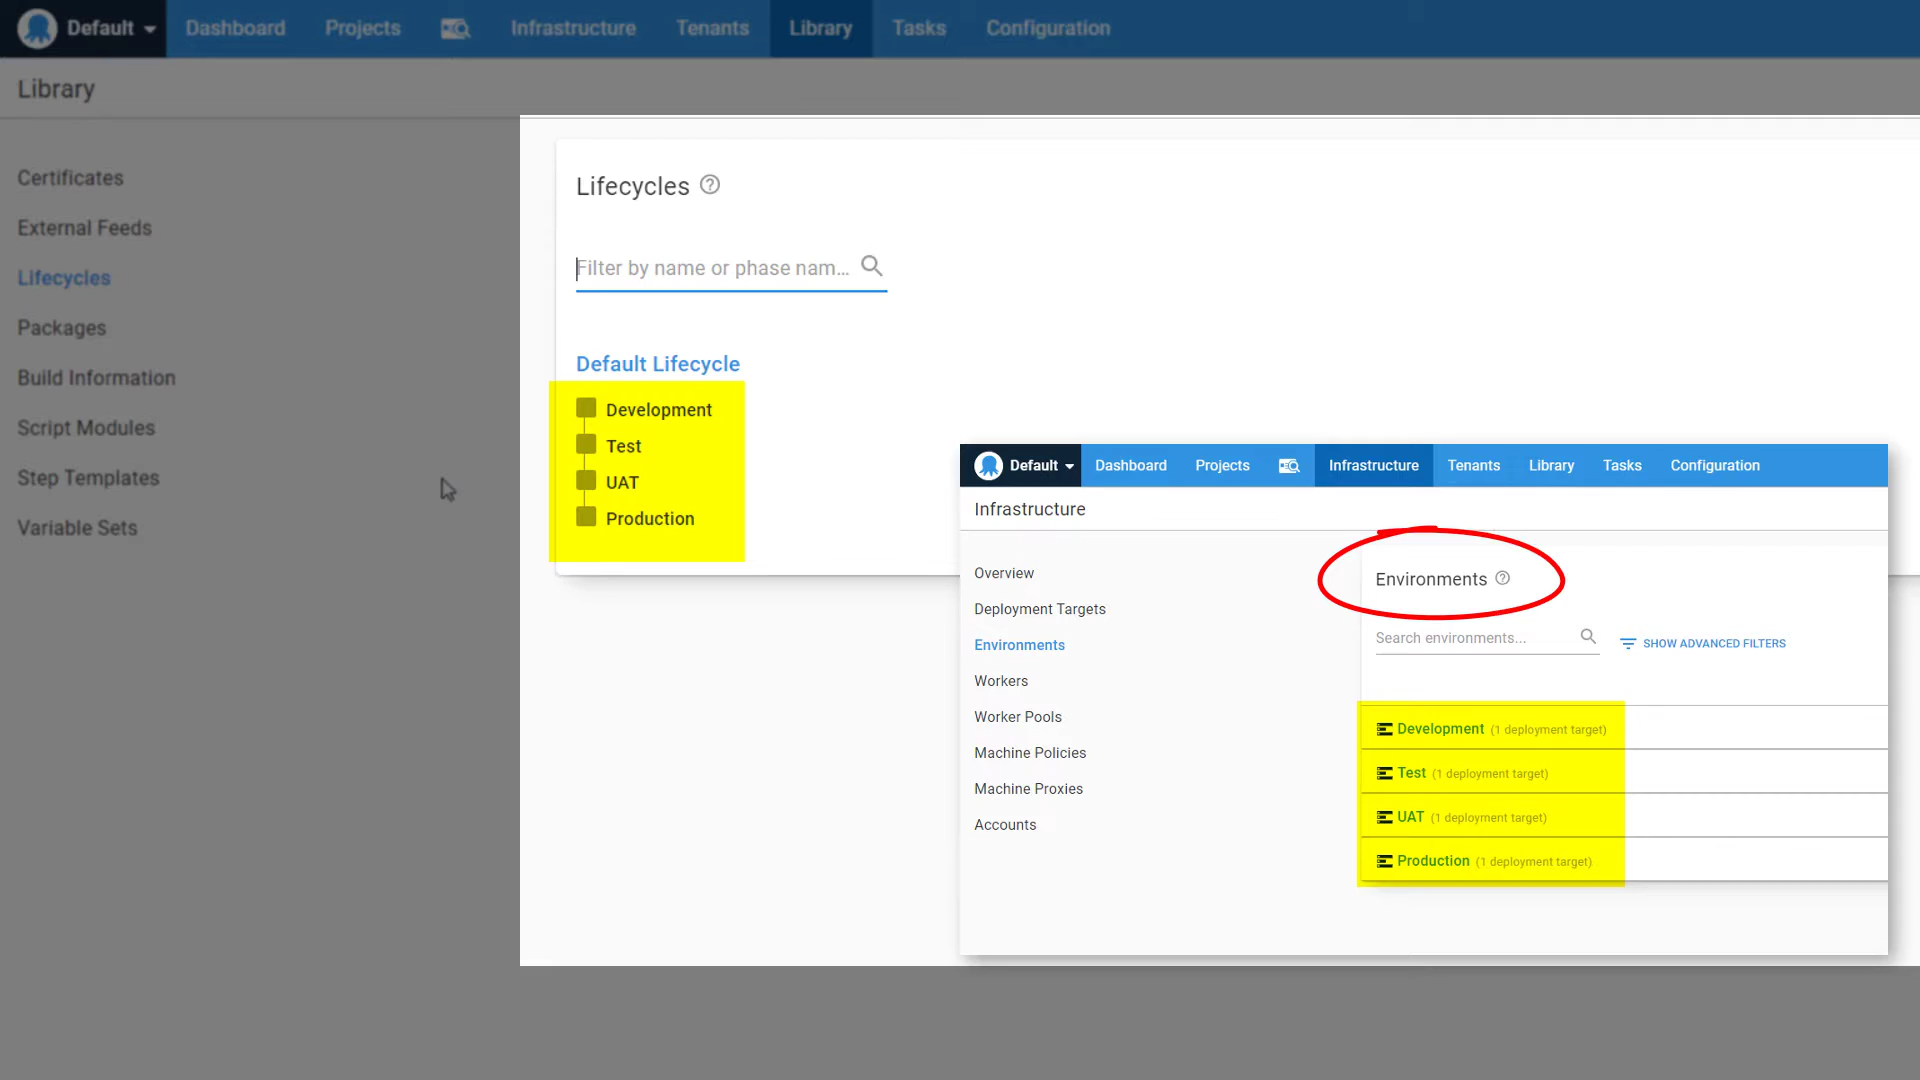 Default Dashboard Projects Infrastructure Tenants Library Tasks Configuration
Library
Certificates
External Feeds
Lifecycles
Packages
Build Information
Script Modules
Step Templates
Variable Sets
Lifecycles
Filter by name or phase nam...
Default Lifecycle
Development
Test
UAT
Production
Default Dashboard Projects Infrastructure Tenants Library Tasks Configuration
Infrastructure
Overview
Deployment Targets
Environments
Workers
Worker Pools
Machine Policies
Machine Proxies
Accounts
Environments
Search environments...
SHOW ADVANCED FILTERS
Development (1 deployment target)
Test (1 deployment target)
UAT (1 deployment target)
Production (1 deployment target)